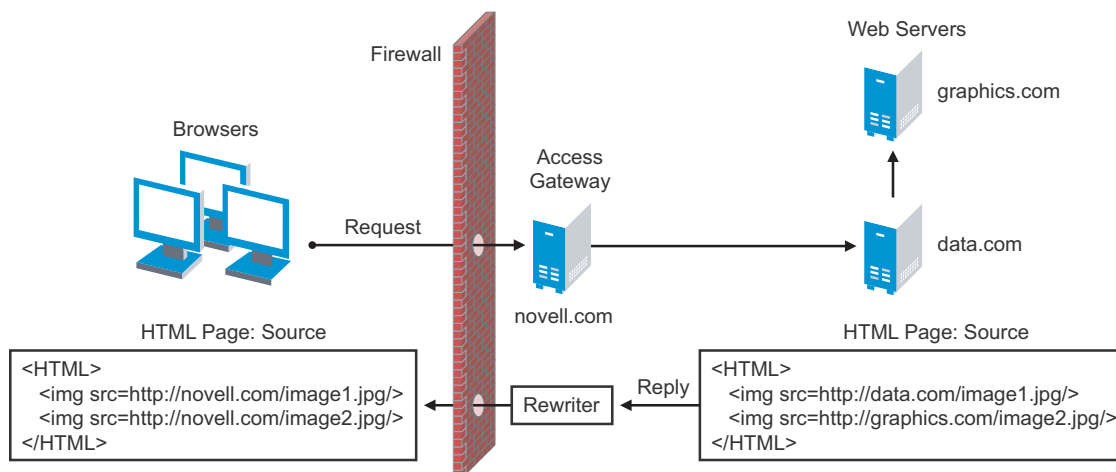 Web Servers
Firewall
graphics.com
Browsers
Access
Gateway
Request
data.com
novell.com
HTML Page: Source
HTML Page: Source
<HTML>
<img src=http://novell.com/image1.jpg/>
<img src=http://novell.com/image2.jpg/>
</HTML>
Rewriter
Reply
<HTML>
<img src=http://data.com/image1.jpg/>
<img src=http://graphics.com/image2.jpg/>
</HTML>